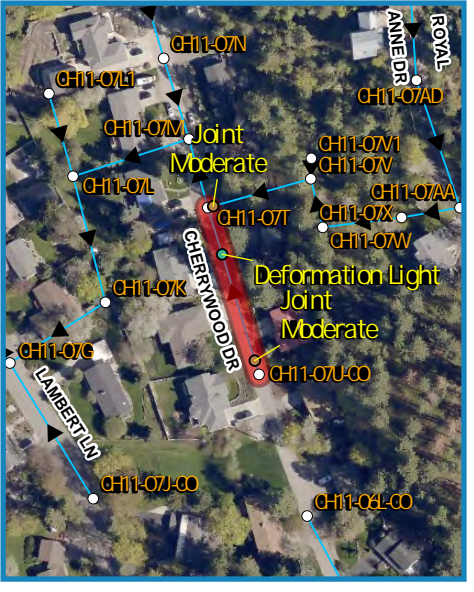 CH11-07N
ROYAL
ANNE DR
CH11-07L1
CH11-07AD
CH11-07M
Joint
Moderate
CH11-07V1
CH11-07V
CH11-07L
CH11-07AA
CH11-07T
CH11-07X
CH11-07W
CHERRYWOOD DR
Deformation Light
Joint
Moderate
CH11-07K
CH11-07G
CH11-07U-CO
LAMBERT LN
CH11-07J-CO
CH11-06L-CO